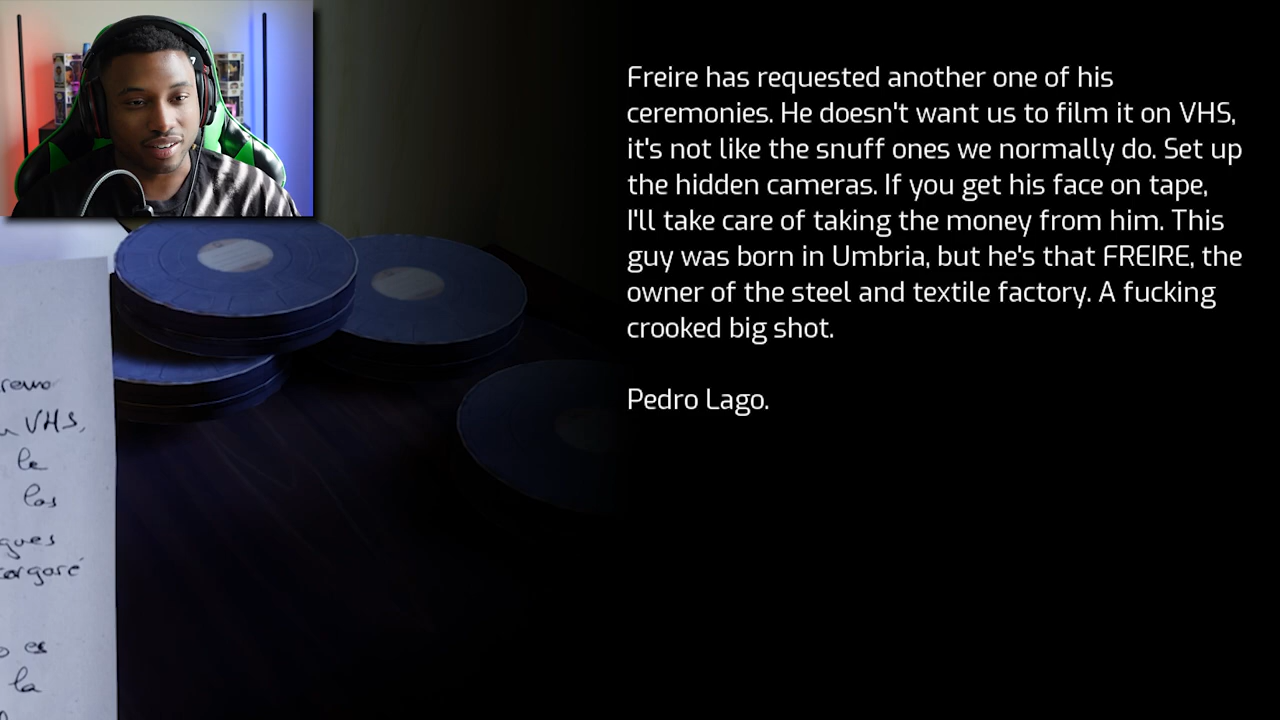 Freire has requested another one of his
ceremonies. He doesn't want us to film it on VHS,
it's not like the snuff ones we normally do. Set up
the hidden cameras. If you get his face on tape,
I'll take care of taking the money from him. This
guy was born in Umbria, but he's that FREIRE, the
owner of the steel and textile factory. A fucking
crooked big shot.
Pedro Lago.
VHS,
le
los
es
la